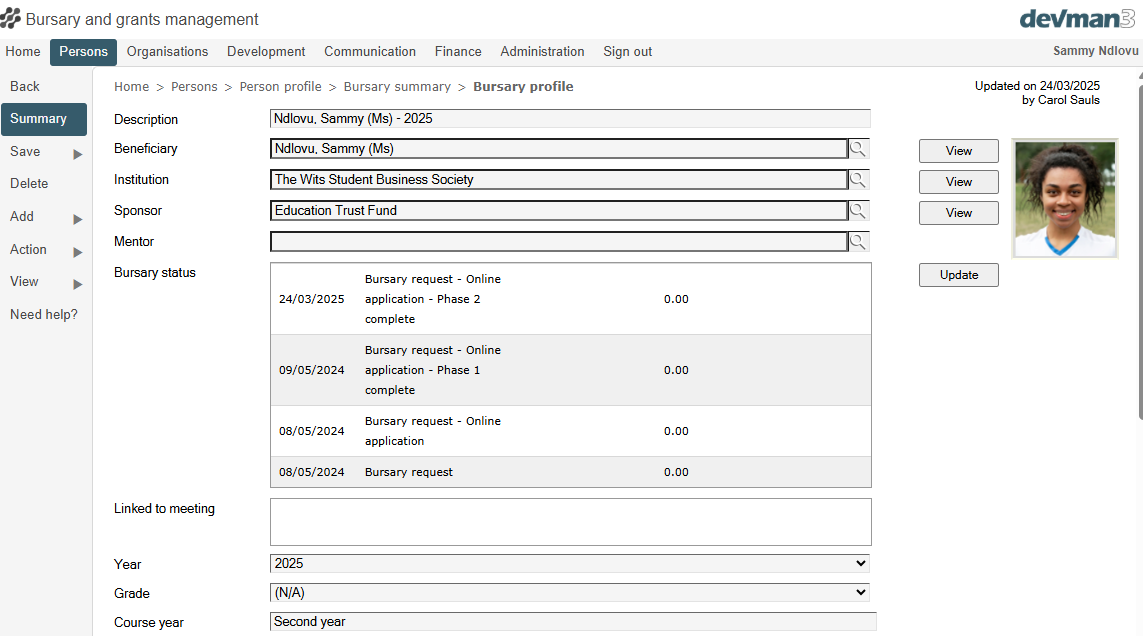 Bursary and grants management
devman3
Home Persons Organisations Development Communication Finance Administration Sign out Sammy Ndlovu
Back
Summary
Save
Delete
Add
Action
View
Need help?
Home > Persons > Person profile > Bursary summary > Bursary profile
Updated on 24/03/2025
by Carol Sauls
Description Ndlovu, Sammy (Ms) - 2025
Beneficiary Ndlovu, Sammy (Ms) View
Institution The Wits Student Business Society View
Sponsor Education Trust Fund View
Mentor
Bursary status Update
Bursary request - Online
24/03/2025 application - Phase 2 0.00
complete
Bursary request - Online
09/05/2024 application - Phase 1 0.00
complete
Bursary request - Online
08/05/2024 0.00
application
08/05/2024 Bursary request 0.00
Linked to meeting
Year 2025
Grade (N/A)
Course year Second year